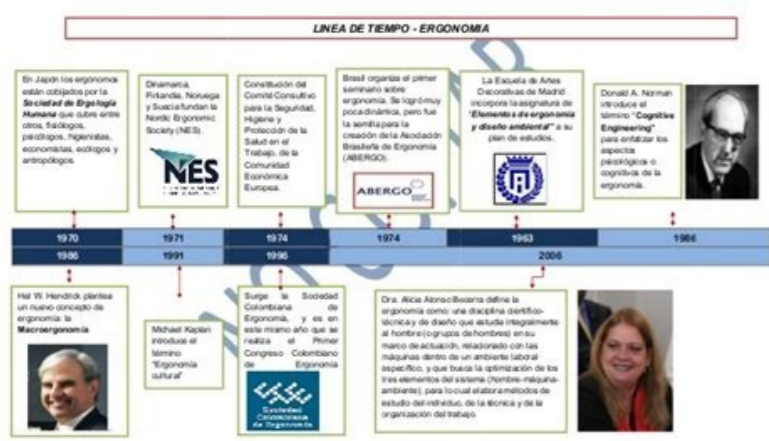 LINEA DE TIEMPO - ERGONOMIA
En Japón los ergónomos
están cobijados por la
Sociedad de Ergología
Humana que cubre entre
otros, fisiólogos,
psicólogos, higienistas,
economistas, ecólogos y
antropólogos.
Dinamarca,
Finlandia, Noruega
y Suecia fundan la
Nordic Ergonomic
Society (NES).
NES
Constitución del
Comité Consultivo
para la Seguridad,
Higiene y
Protección de la
Salud en el
Trabajo, de la
Comunidad
Económica
Europea.
Brasil organiza el primer
seminario sobre
ergonomía. Se logró muy
poca dinámica, pero fue
la semilla para la
creación de la Asociación
Brasileña de Ergonomía
(ABERGO).
ABERGO
La Escuela de Artes
Decorativas de Madrid
incorpora la asignatura de
"Elementos de ergonomía
y diseño ambiental" a su
plan de estudios.
Donald A. Norman
introduce el
término "Cognitive
Engineering"
para enfatizar los
aspectos
psicológicos o
cognitivos de la
ergonomía.
1970 1971 1974 1974 1963 1986
1986 1991 1996 2006
Hal W. Hendrick plantea
un nuevo concepto de
ergonomía: la
Macroergonomía
Michael Kaplan
introduce el
término
"Ergonomía
cultural"
Surge la Sociedad
Colombiana de
Ergonomía, y es en
este mismo año que se
realiza el Primer
Congreso Colombiano
de Ergonomía
Sociedad
Colombiana
de Ergonomía
Dra. Alicia Alonso Becerra define la
ergonomía como: una disciplina científico-
técnica y de diseño que estudia integralmente
al hombre (o grupos de hombres) en su
marco de actuación, relacionado con las
máquinas dentro de un ambiente laboral
específico, y que busca la optimización de los
tres elementos del sistema (hombre-máquina-
ambiente), para lo cual elabora métodos de
estudio del individuo, de la técnica y de la
organización del trabajo.